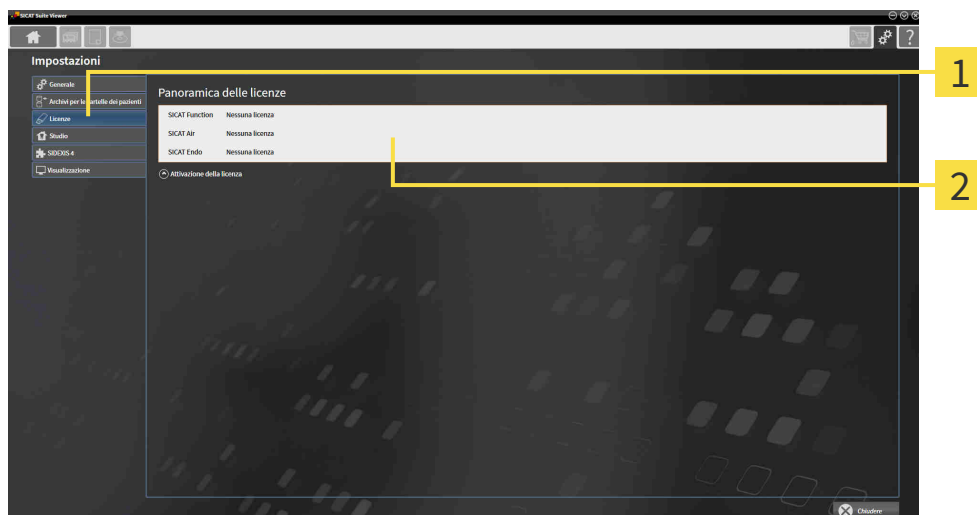 SICAT Suite Viewer
?
Impostazioni
1
Generale
Archivi per le cartelle dei pazienti
Licenze
Studio
SIDEXIS 4
Visualizzazione
Panoramica delle licenze
SICAT Function Nessuna licenza
SICAT Air Nessuna licenza
SICAT Endo Nessuna licenza
Attivazione della licenza
2
Chiudere